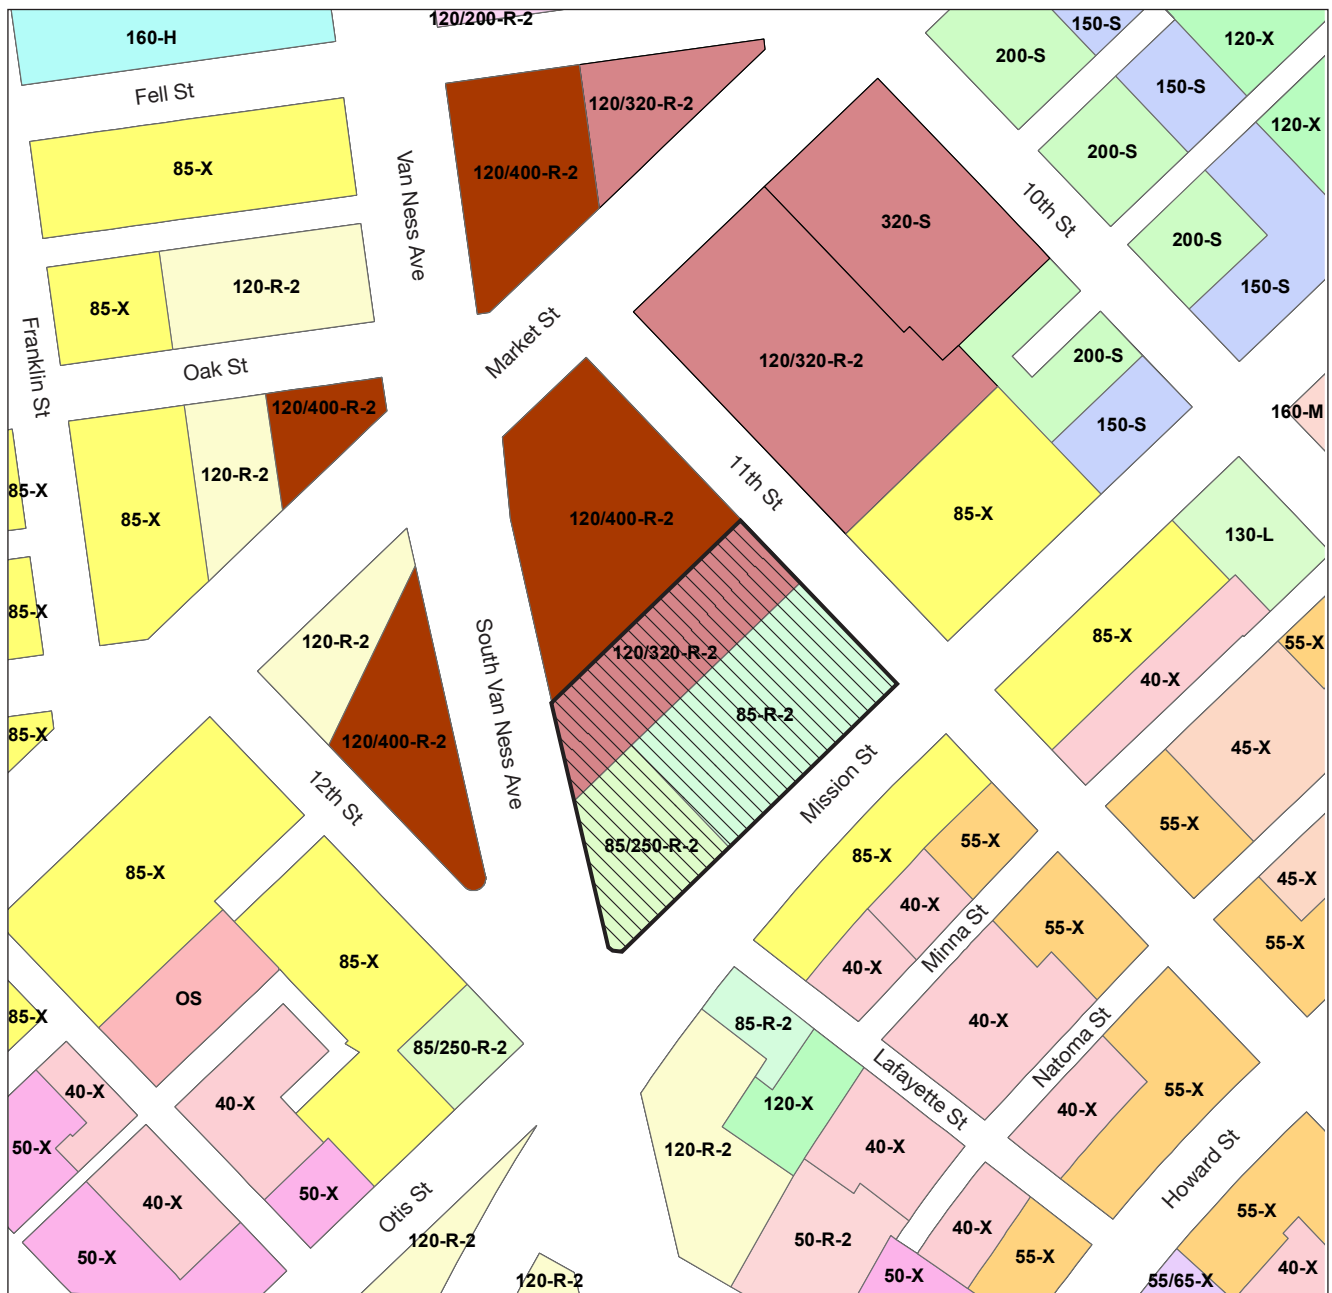 120/200-R-2
150-S
160-H
200-S
120-X
Fell St
150-S
120/320-R-2
120-X
85-X
120/400-R-2
200-S
Van Ness Ave
10th St
320-S
200-S
85-X
120-R-2
150-S
Franklin St
Market St
Oak St
120/320-R-2
200-S
120/400-R-2
160-M
150-S
120-R-2
85-X
85-X
11th St
120/400-R-2
85-X
130-L
85-X
120-R-2
South Van Ness Ave
120/320-R-2
85-X
55-X
40-X
85-X
120/400-R-2
85-R-2
45-X
12th St
Mission St
55-X
85/250-R-2
85-X
55-X
85-X
45-X
40-X
Minna St
55-X
55-X
85-X
40-X
OS
85-X
85-R-2
40-X
85/250-R-2
Natoma St
Lafayette St
40-X
40-X
120-X
40-X
55-X
50-X
120-R-2
40-X
Howard St
40-X
50-X
Otis St
55-X
50-X
120-R-2
50-R-2
40-X
55-X
120-R-2
50-X
55/65-X
40-X